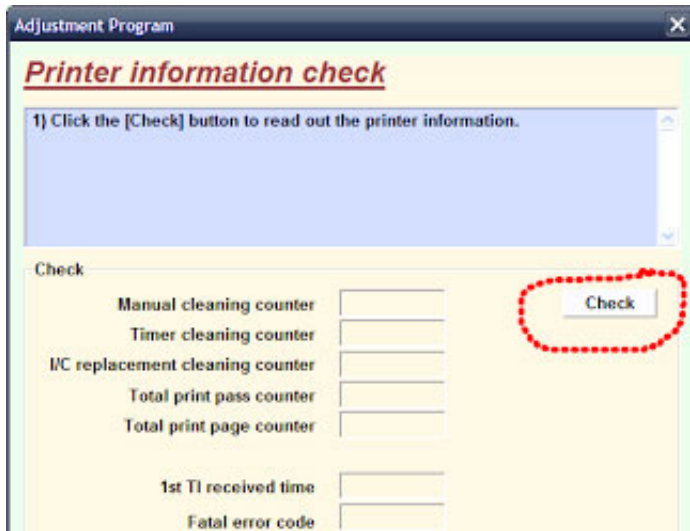 Adjustment Program
Printer information check
1) Click the [Check] button to read out the printer information.
Check
Manual cleaning counter
Check
Timer cleaning counter
I/C replacement cleaning counter
Total print pass counter
Total print page counter
1st TI received time
Fatal error code